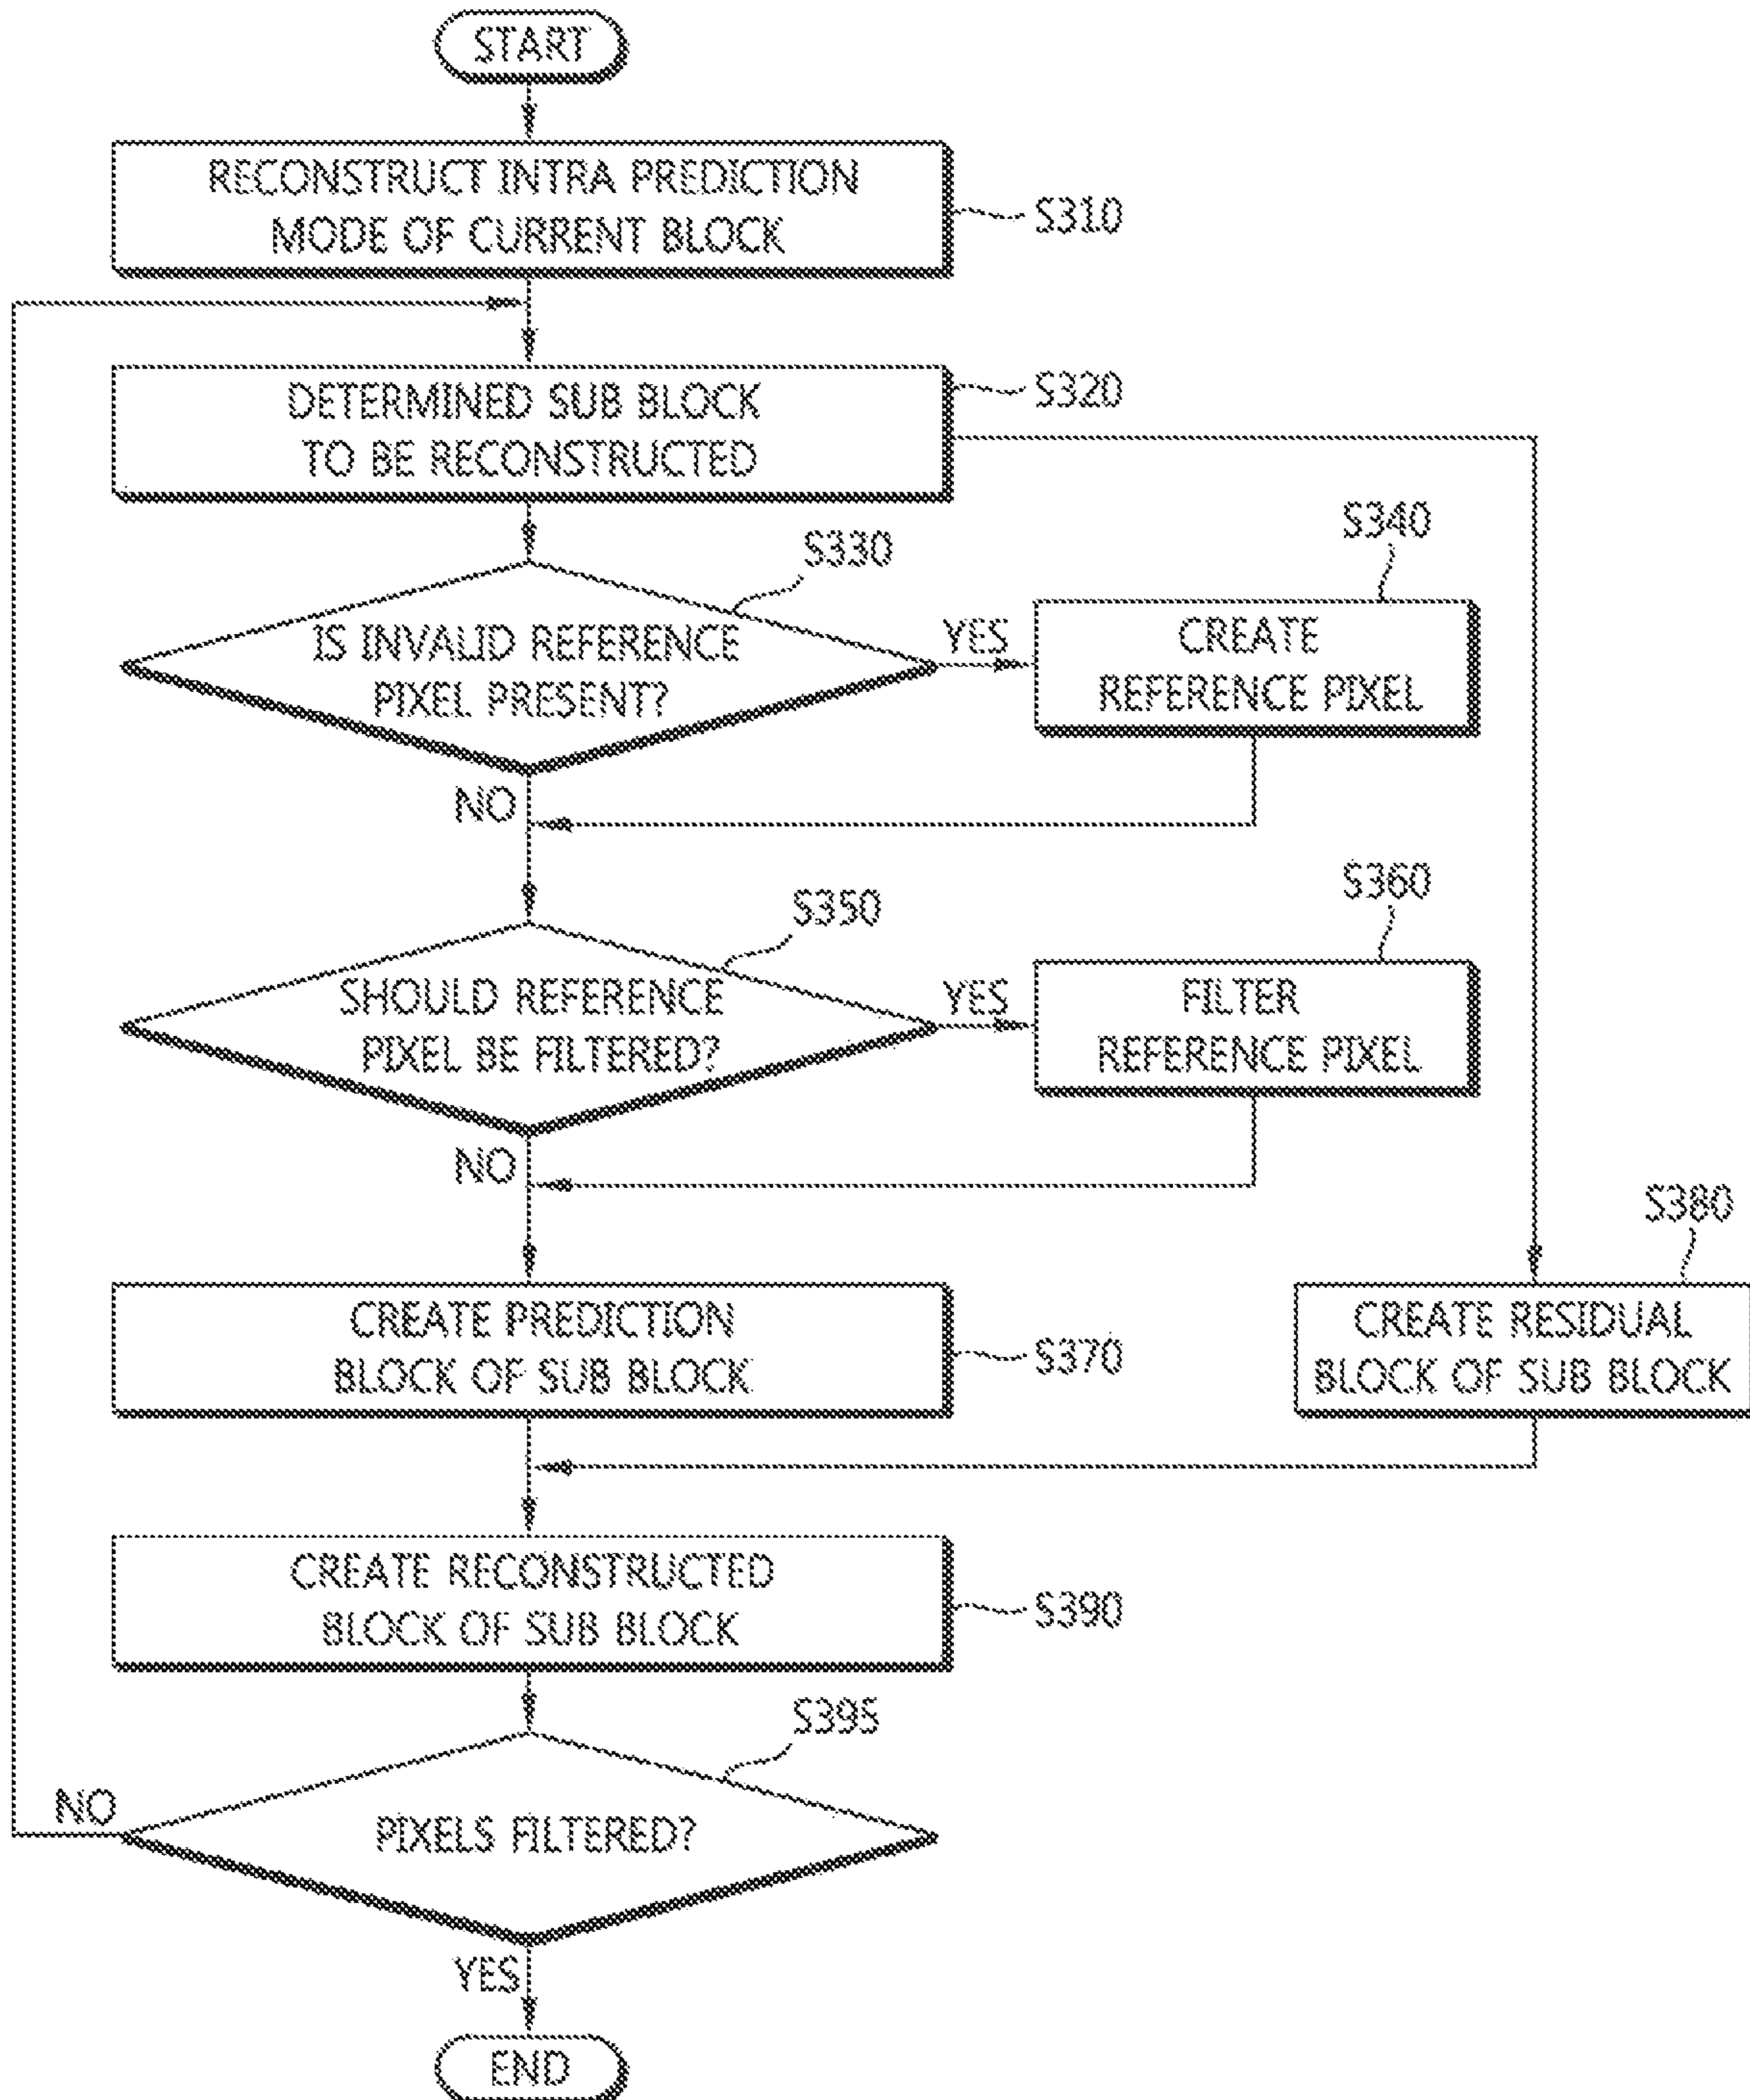 START
RECONSTRUCT INTRA PREDICTION
MODE OF CURRENT BLOCK
S310
DETERMINED SUB BLOCK
TO BE RECONSTRUCTED
S320
S330
IS INVALID REFERENCE
PIXEL PRESENT?
YES
NO
S340
CREATE
REFERENCE PIXEL
S350
SHOULD REFERENCE
PIXEL BE FILTERED?
YES
NO
S360
FILTER
REFERENCE PIXEL
CREATE PREDICTION
BLOCK OF SUB BLOCK
S370
S380
CREATE RESIDUAL
BLOCK OF SUB BLOCK
CREATE RECONSTRUCTED
BLOCK OF SUB BLOCK
S390
S395
PIXELS FILTERED?
NO
YES
END